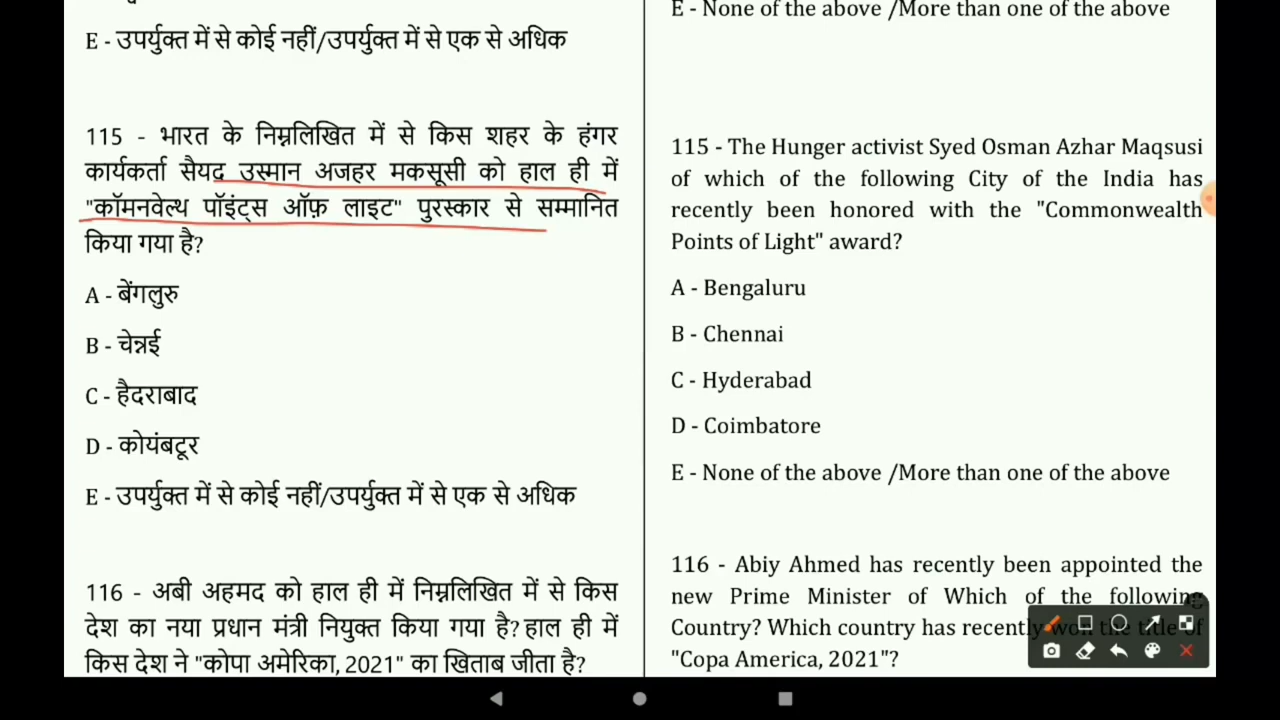 E - उपर्युक्त में से कोई नहीं/उपर्युक्त में से एक से अधिक
115 - भारत के निम्नलिखित में से किस शहर के हंगर
कार्यकर्ता सैयद उस्मान अजहर मकसूसी को हाल ही में
"कॉमनवेल्थ पॉइंट्स ऑफ़ लाइट" पुरस्कार से सम्मानित
किया गया है?
A - बेंगलुरु
B - चेन्नई
C - हैदराबाद
D - कोयंबटूर
E - उपर्युक्त में से कोई नहीं/उपर्युक्त में से एक से अधिक
116 - अबी अहमद को हाल ही में निम्नलिखित में से किस
देश का नया प्रधान मंत्री नियुक्त किया गया है? हाल ही में
किस देश ने "कोपा अमेरिका, 2021" का खिताब जीता है?
E - None of the above /More than one of the above
115 - The Hunger activist Syed Osman Azhar Maqsusi
of which of the following City of the India has
recently been honored with the "Commonwealth
Points of Light" award?
A - Bengaluru
B - Chennai
C - Hyderabad
D - Coimbatore
E - None of the above /More than one of the above
116 - Abiy Ahmed has recently been appointed the
new Prime Minister of Which of the following
Country? Which country has recently won the title of
"Copa America, 2021"?